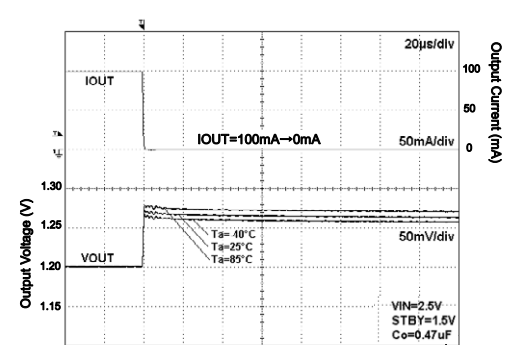 20µs/div
Output Current (mA)
100
IOUT
50
IOUT=100mA→0mA
50mA/div
0
1.30
Output Voltage (V)
1.25
Ta= 40°C
Ta=25°C
Ta=85°C
50mV/div
VOUT
1.20
1.15
VIN=2.5V
STBY=1.5V
Co=0.47uF